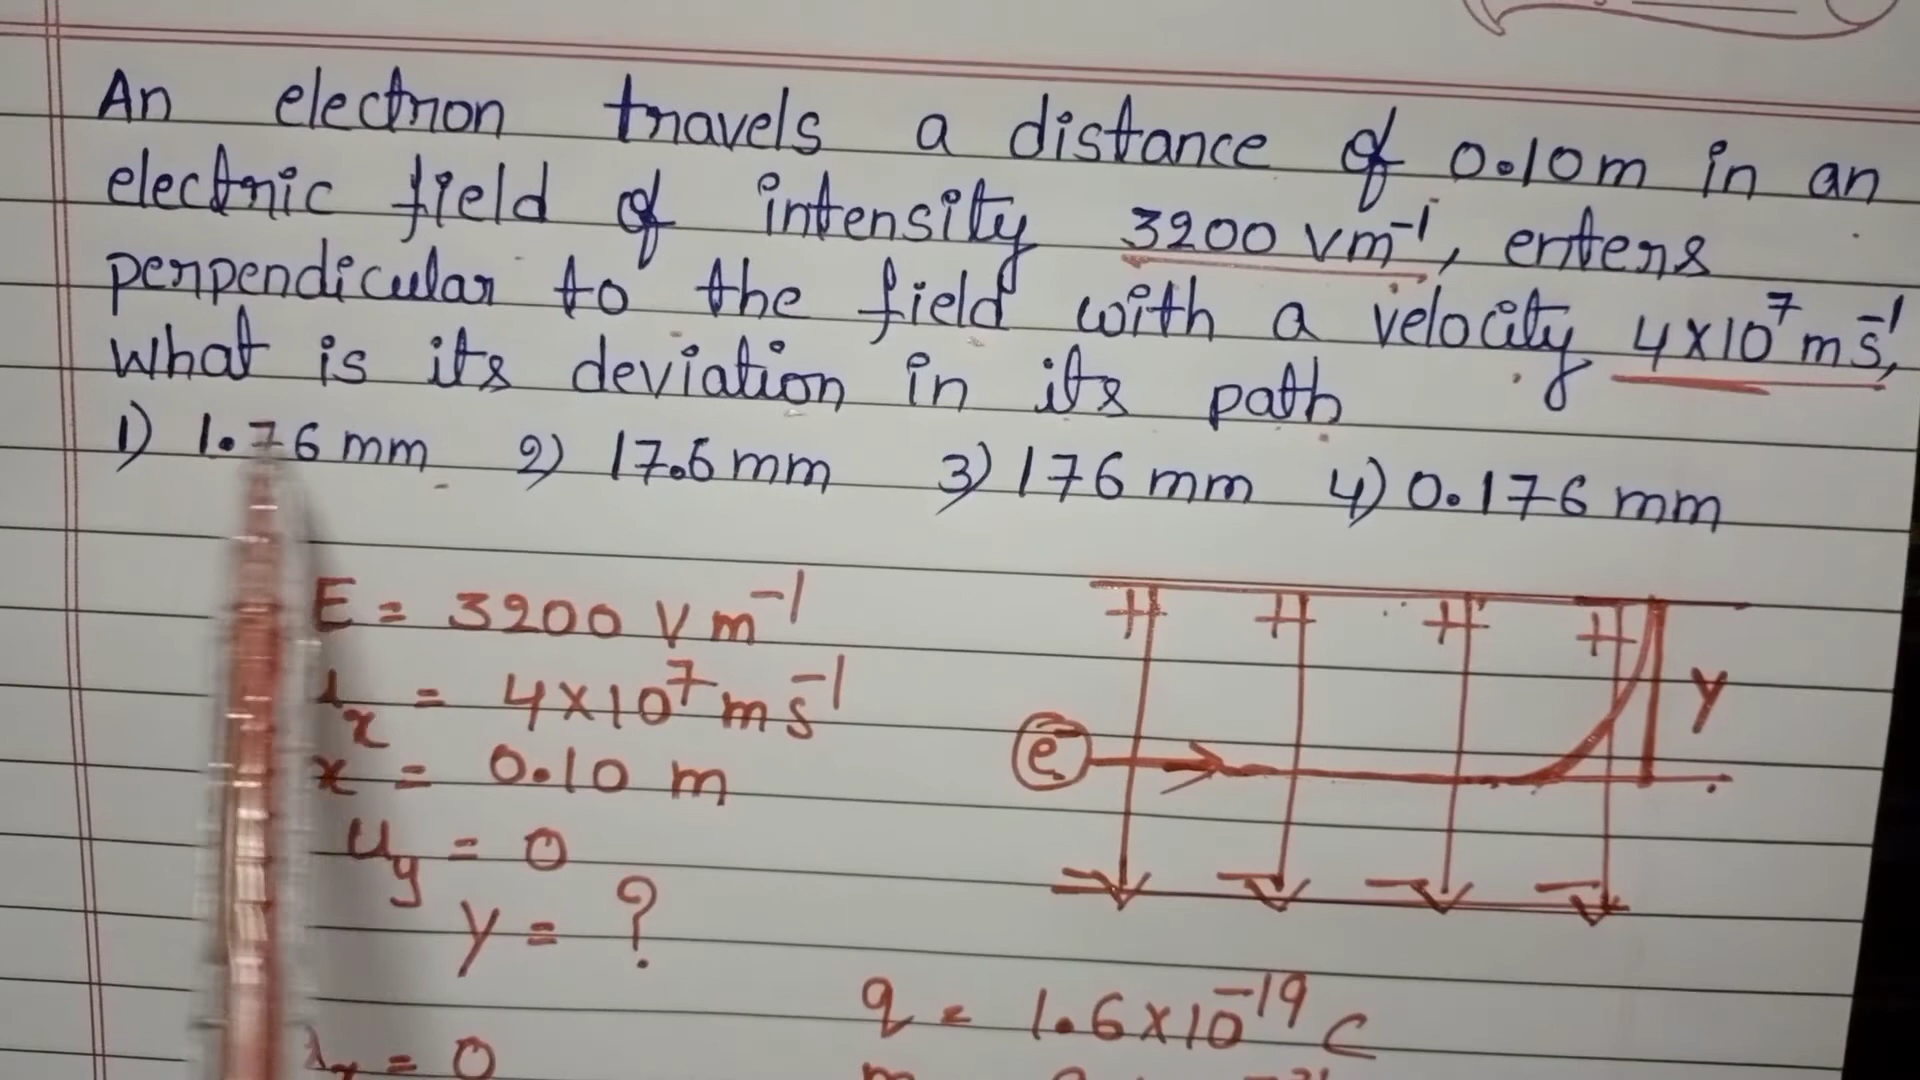 An electron travels a distance of 0.10m in an
electric field of intensity 3200 Vm⁻¹, enters
perpendicular to the field with a velocity 4×10⁷ms⁻¹,
what is its deviation in its path
1) 1.76 mm 2) 17.6 mm 3) 176 mm 4) 0.176 mm
E = 3200 Vm⁻¹
x = 4×10⁷ms⁻¹
x = 0.10 m
u_y = 0
y = ?
+ + + +
e⁻
y
q = 1.6×10⁻¹⁹ C
= 0